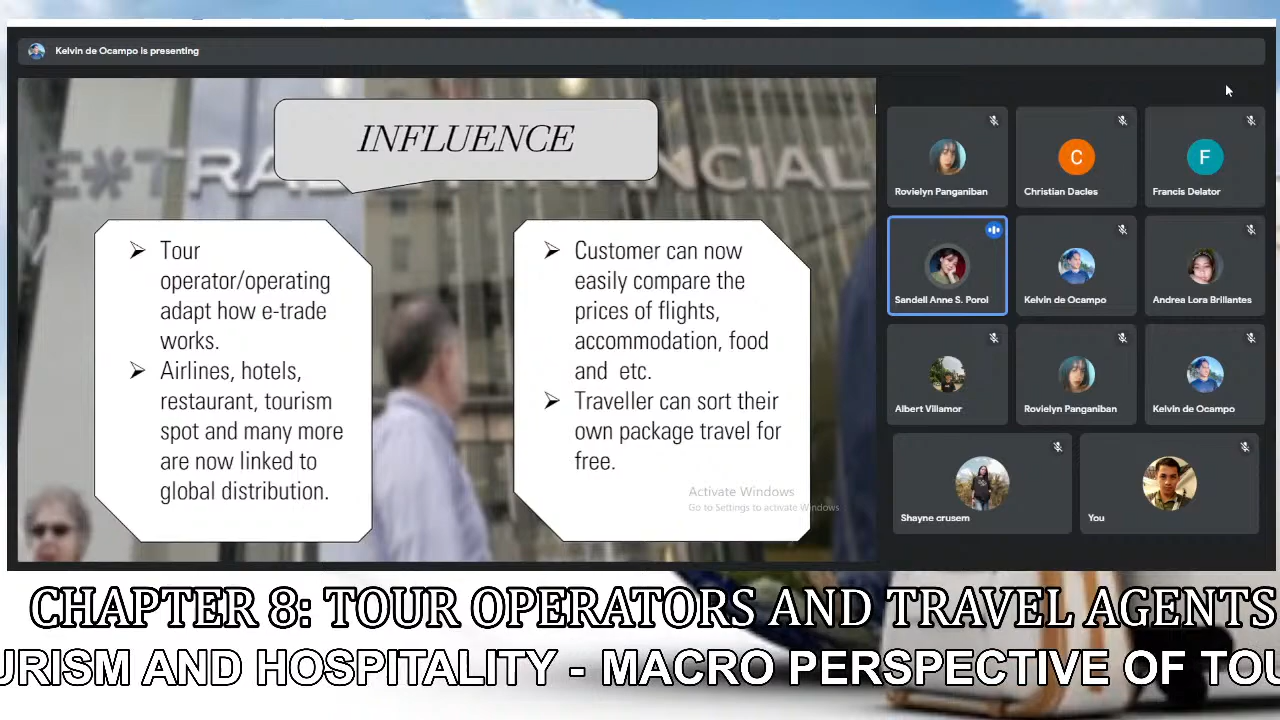 Kelvin de Ocampo is presenting
INFLUENCE
Tour
operator/operating
adapt how e-trade
works.
Airlines, hotels,
restaurant, tourism
spot and many more
are now linked to
global distribution.
Customer can now
easily compare the
prices of flights,
accommodation, food
and etc.
Traveller can sort their
own package travel for
free.
Activate Windows
Go to Settings to activate Windows.
Rovielyn Panganiban
C
Christian Dacles
F
Francis Delator
Sandell Anne S. Porol
Kelvin de Ocampo
Andrea Lora Brillantes
Albert Villamor
Rovielyn Panganiban
Kelvin de Ocampo
Shayne crusem
You
CHAPTER 8: TOUR OPERATORS AND TRAVEL AGENTS
URISM AND HOSPITALITY - MACRO PERSPECTIVE OF TOU